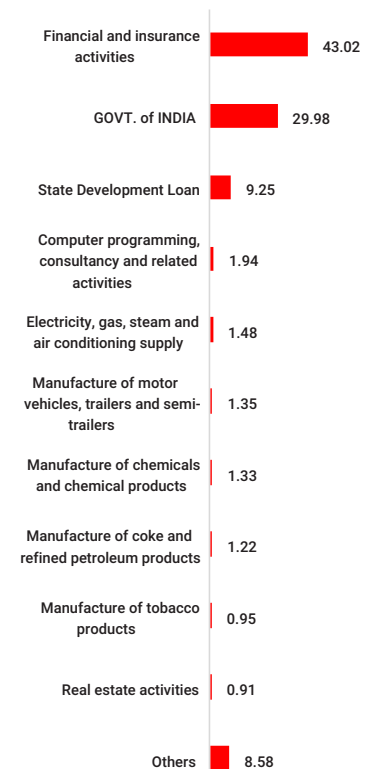 Financial and insurance
activities
43.02
GOVT. of INDIA
29.98
State Development Loan
9.25
Computer programming,
consultancy and related
activities
1.94
Electricity, gas, steam and
air conditioning supply
1.48
Manufacture of motor
vehicles, trailers and semi-
trailers
1.35
Manufacture of chemicals
and chemical products
1.33
Manufacture of coke and
refined petroleum products
1.22
Manufacture of tobacco
products
0.95
Real estate activities
0.91
Others
8.58